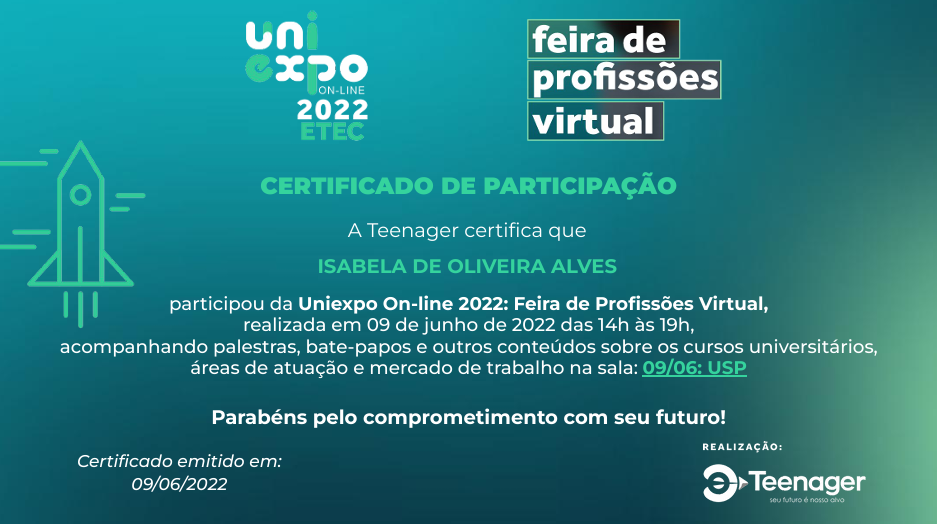 uni
expo
ON-LINE
2022
ETEC
feira de
profissões
virtual
CERTIFICADO DE PARTICIPAÇÃO
A Teenager certifica que
ISABELA DE OLIVEIRA ALVES
participou da Uniexpo On-line 2022: Feira de Profissões Virtual,
realizada em 09 de junho de 2022 das 14h às 19h,
acompanhando palestras, bate-papos e outros conteúdos sobre os cursos universitários,
áreas de atuação e mercado de trabalho na sala: 09/06: USP
Parabéns pelo comprometimento com seu futuro!
Certificado emitido em:
09/06/2022
REALIZAÇÃO:
Teenager
seu futuro é nosso alvo